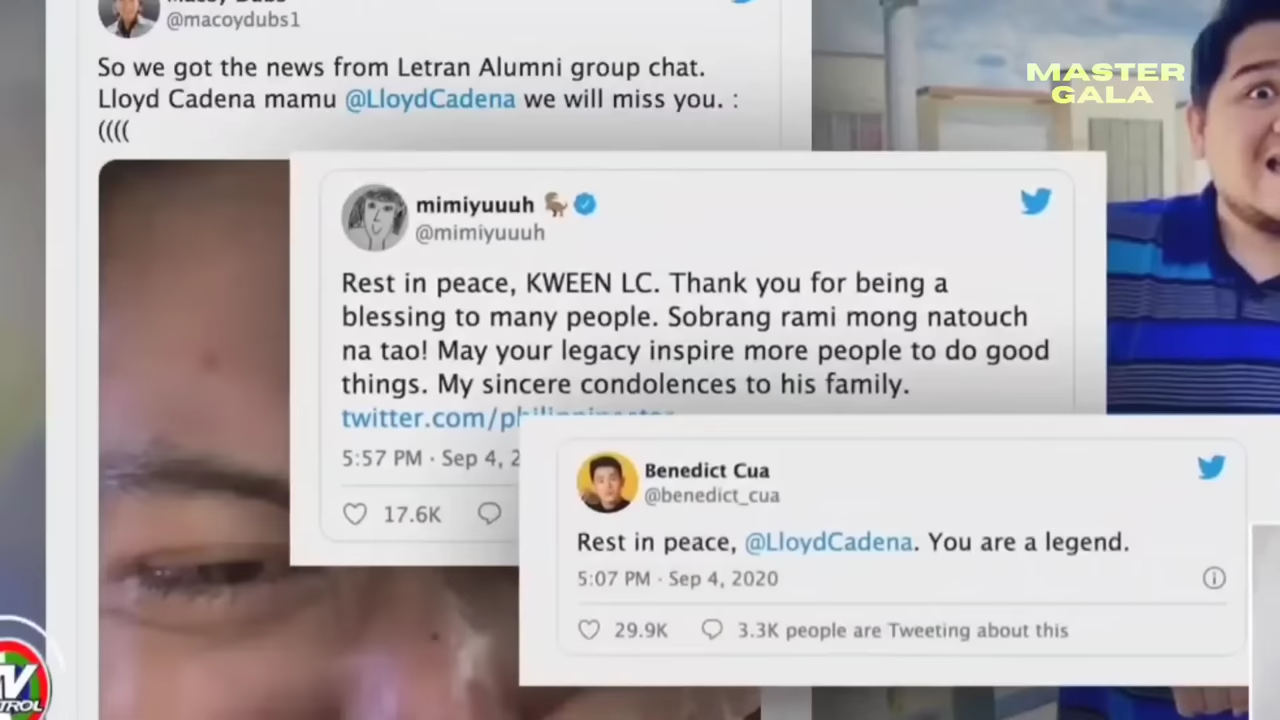 @macoydubs1
So we got the news from Letran Alumni group chat.
Lloyd Cadena mamu @LloydCadena we will miss you. :
((((
MASTER
GALA
mimiyuuuh
@mimiyuuuh
Rest in peace, KWEEN LC. Thank you for being a
blessing to many people. Sobrang rami mong natouch
na tao! May your legacy inspire more people to do good
things. My sincere condolences to his family.
twitter.com/p
5:57 PM · Sep 4, 2
17.6K
Benedict Cua
@benedict_cua
Rest in peace, @LloydCadena. You are a legend.
5:07 PM · Sep 4, 2020
29.9K 3.3K people are Tweeting about this
TV